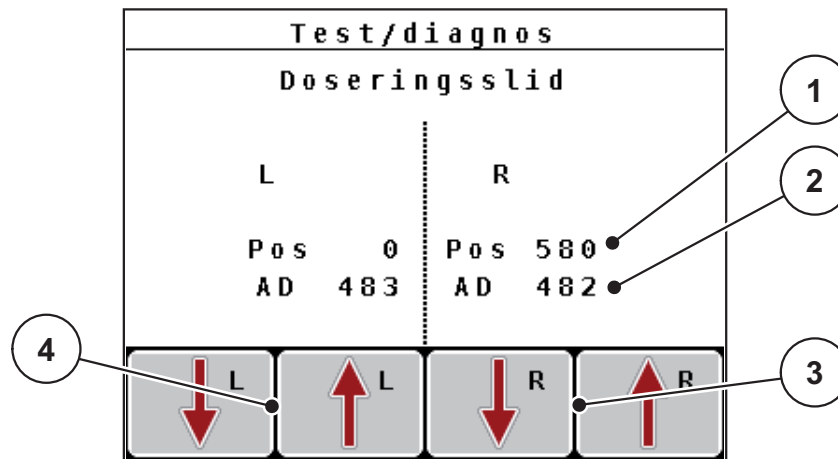 Test/diagnos
Doseringsslid
1
L R
2
Pos 0 Pos 580
AD 483 AD 482
4 3
L L R R